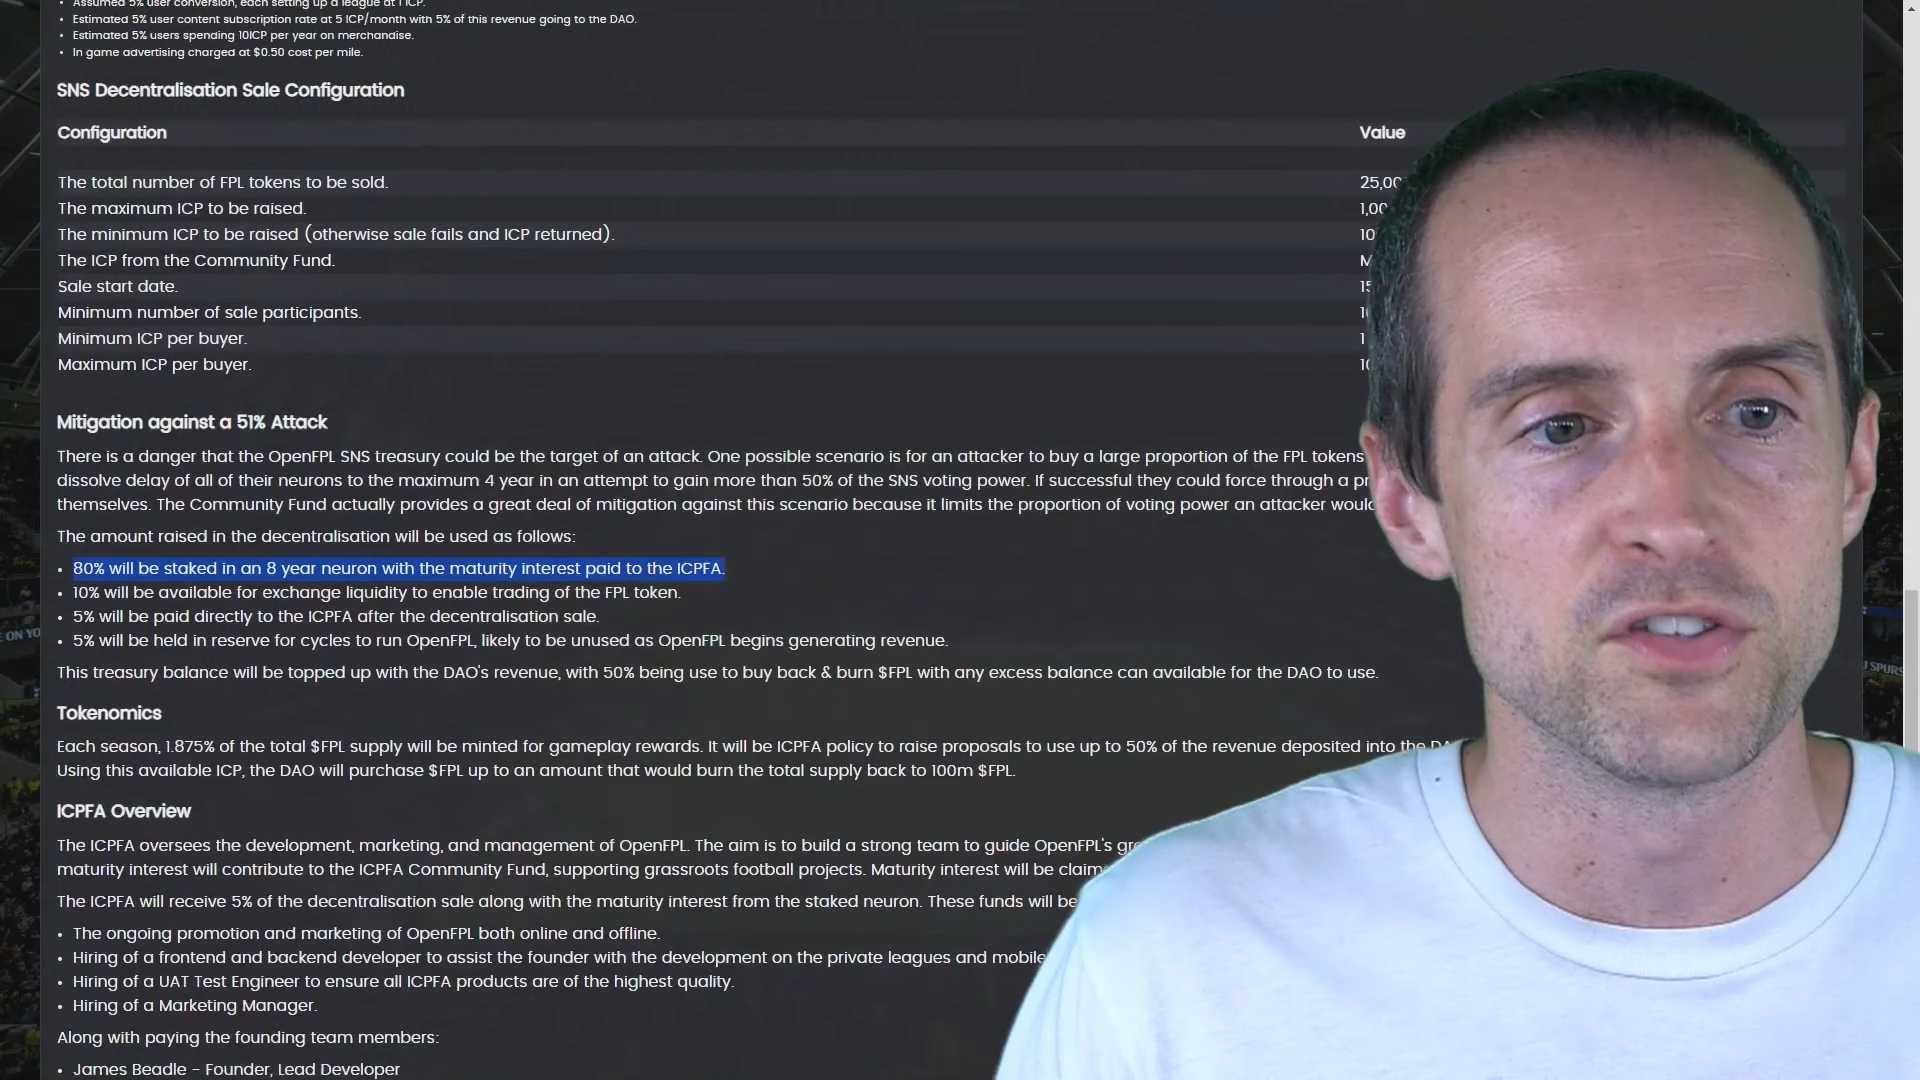 Assumed 5% user conversion, each setting up a league at 1 ICP.
• Estimated 5% user content subscription rate at 5 ICP/month with 5% of this revenue going to the DAO.
• Estimated 5% users spending 10ICP per year on merchandise.
• In game advertising charged at $0.50 cost per mile.
SNS Decentralisation Sale Configuration
Configuration Value
The total number of FPL tokens to be sold. 25,00
The maximum ICP to be raised. 1,00
The minimum ICP to be raised (otherwise sale fails and ICP returned). 10
The ICP from the Community Fund. M
Sale start date. 15
Minimum number of sale participants.
Minimum ICP per buyer. 1
Maximum ICP per buyer. 10
Mitigation against a 51% Attack
There is a danger that the OpenFPL SNS treasury could be the target of an attack. One possible scenario is for an attacker to buy a large proportion of the FPL tokens
dissolve delay of all of their neurons to the maximum 4 year in an attempt to gain more than 50% of the SNS voting power. If successful they could force through a pr
themselves. The Community Fund actually provides a great deal of mitigation against this scenario because it limits the proportion of voting power an attacker would
The amount raised in the decentralisation will be used as follows:
• 80% will be staked in an 8 year neuron with the maturity interest paid to the ICPFA.
• 10% will be available for exchange liquidity to enable trading of the FPL token.
• 5% will be paid directly to the ICPFA after the decentralisation sale.
• 5% will be held in reserve for cycles to run OpenFPL, likely to be unused as OpenFPL begins generating revenue.
This treasury balance will be topped up with the DAO's revenue, with 50% being use to buy back & burn $FPL with any excess balance can available for the DAO to use.
Tokenomics
Each season, 1.875% of the total $FPL supply will be minted for gameplay rewards. It will be ICPFA policy to raise proposals to use up to 50% of the revenue deposited into the DA
Using this available ICP, the DAO will purchase $FPL up to an amount that would burn the total supply back to 100m $FPL.
ICPFA Overview
The ICPFA oversees the development, marketing, and management of OpenFPL. The aim is to build a strong team to guide OpenFPL's gr
maturity interest will contribute to the ICPFA Community Fund, supporting grassroots football projects. Maturity interest will be claim
The ICPFA will receive 5% of the decentralisation sale along with the maturity interest from the staked neuron. These funds will be
• The ongoing promotion and marketing of OpenFPL both online and offline.
• Hiring of a frontend and backend developer to assist the founder with the development on the private leagues and mobile
• Hiring of a UAT Test Engineer to ensure all ICPFA products are of the highest quality.
• Hiring of a Marketing Manager.
Along with paying the founding team members:
• James Beadle - Founder, Lead Developer